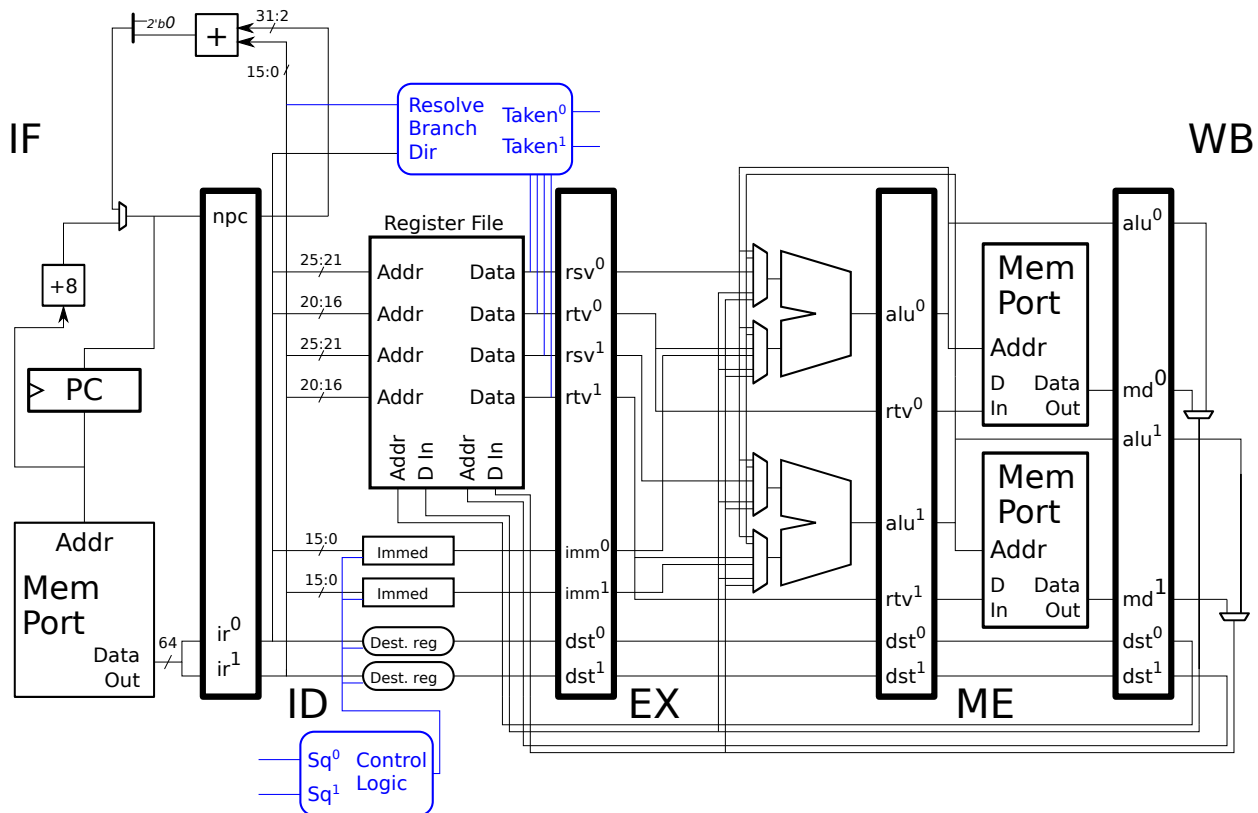 31:2
2'b0
+
15:0
IF
Resolve
Branch
Dir
Taken⁰
Taken¹
WB
npc
Register File
+8
PC
25:21
20:16
25:21
20:16
Addr Data
Addr Data
Addr Data
Addr Data
Addr
D In
Addr
D In
rsv⁰
rtv⁰
rsv¹
rtv¹
alu⁰
rtv⁰
alu¹
rtv¹
Mem
Port
Addr
D In
Data Out
Mem
Port
Addr
D In
Data Out
alu⁰
md⁰
alu¹
md¹
Addr
Mem
Port
Data
Out
64
ir⁰
ir¹
15:0
Immed
imm⁰
15:0
Immed
imm¹
Dest. reg
dst⁰
dst⁰
dst⁰
Dest. reg
dst¹
dst¹
dst¹
ID
EX
ME
Sq⁰
Sq¹
Control
Logic